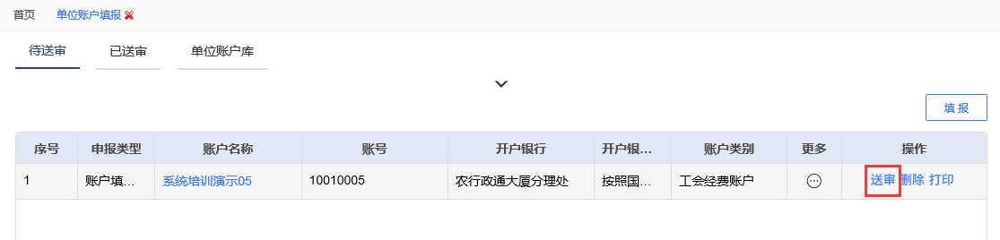 首页 单位账户填报
待送审 已送审 单位账户库
填 报
序号 申报类型 账户名称 账号 开户银行 开户银... 账户类别 更多 操作
1 账户填... 系统培训演示05 10010005 农行政通大厦分理处 按照国... 工会经费账户 送审 删除 打印